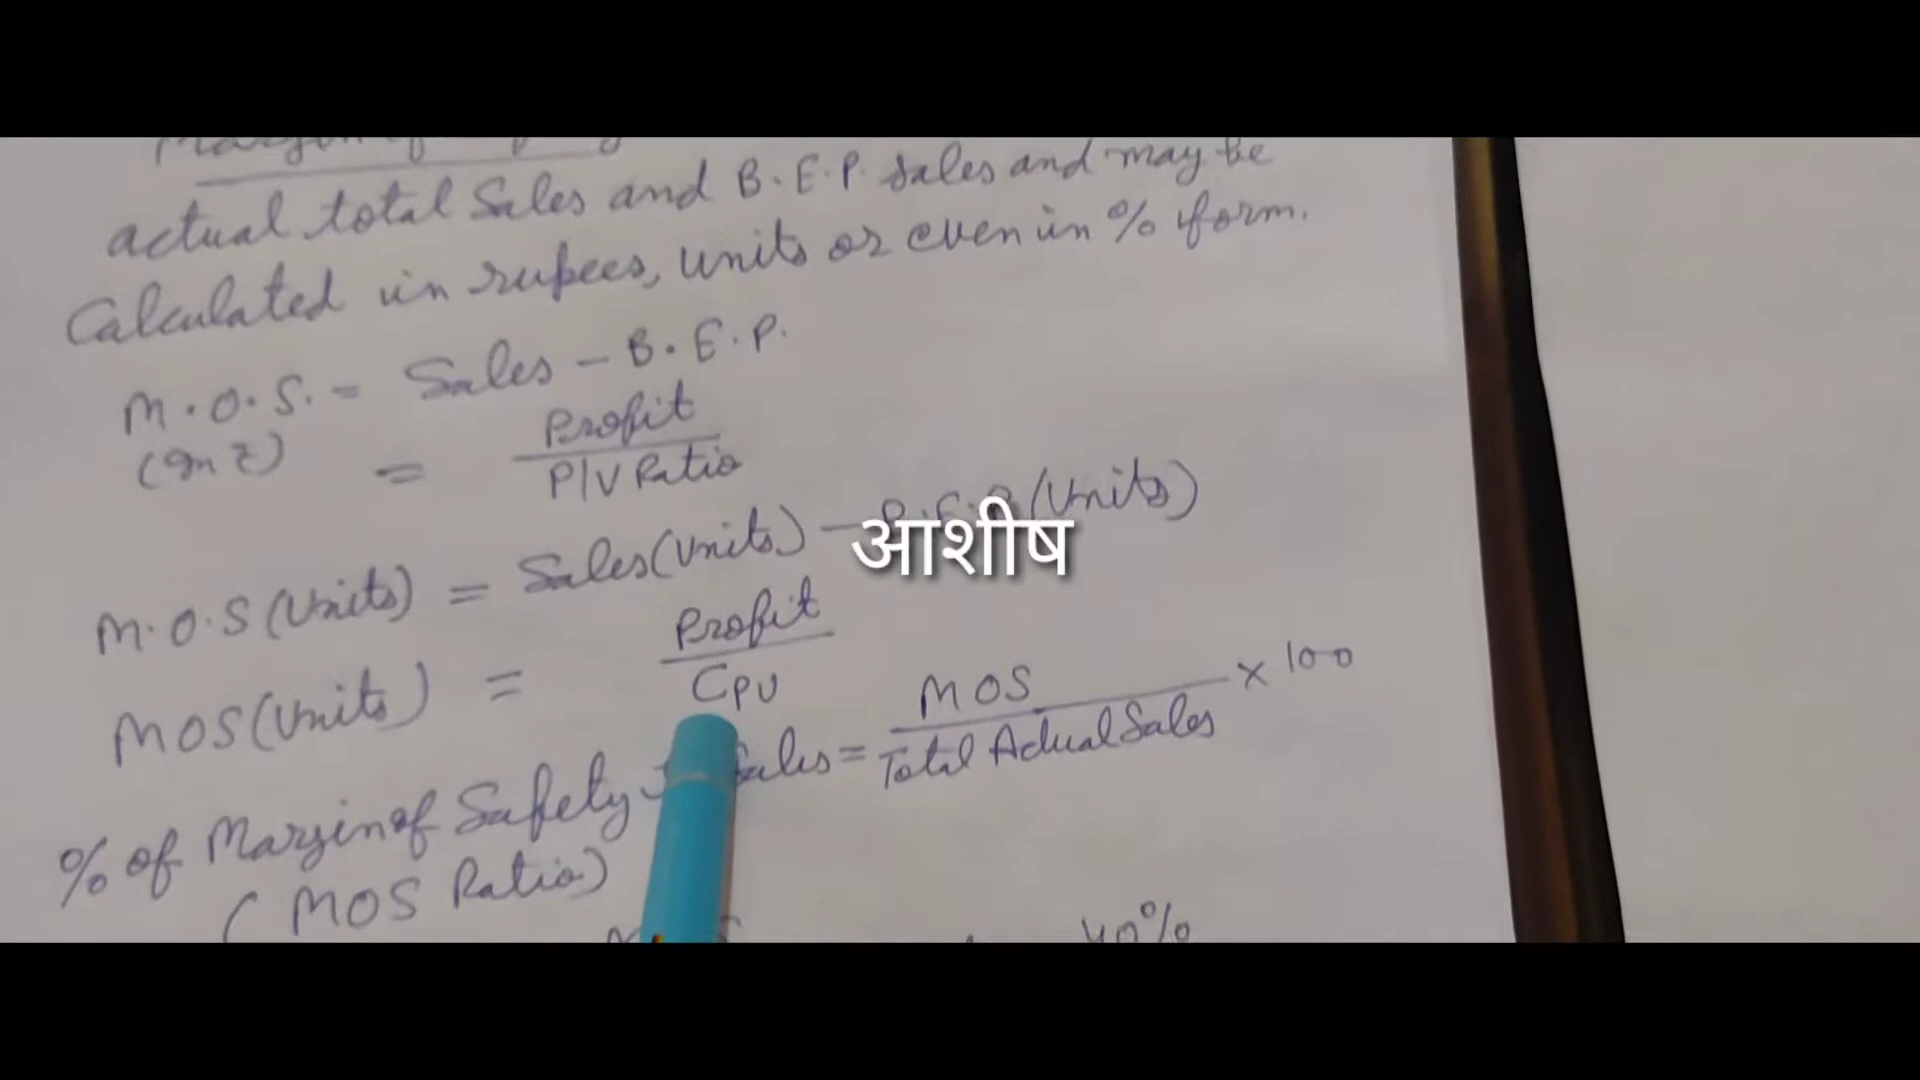 Margin of
actual total Sales and B.E.P. Sales and may be
Calculated in rupees, units or even in % form.
M.O.S. = Sales - B.E.P.
(In ₹) = Profit / P/V Ratio
M.O.S (Units) = Sales (Units) - B.E.P. (Units)
आशीष
MOS (Units) = Profit / CPU
% of Margin of Safety Sales = MOS / Total Actual Sales × 100
(MOS Ratio)
40%